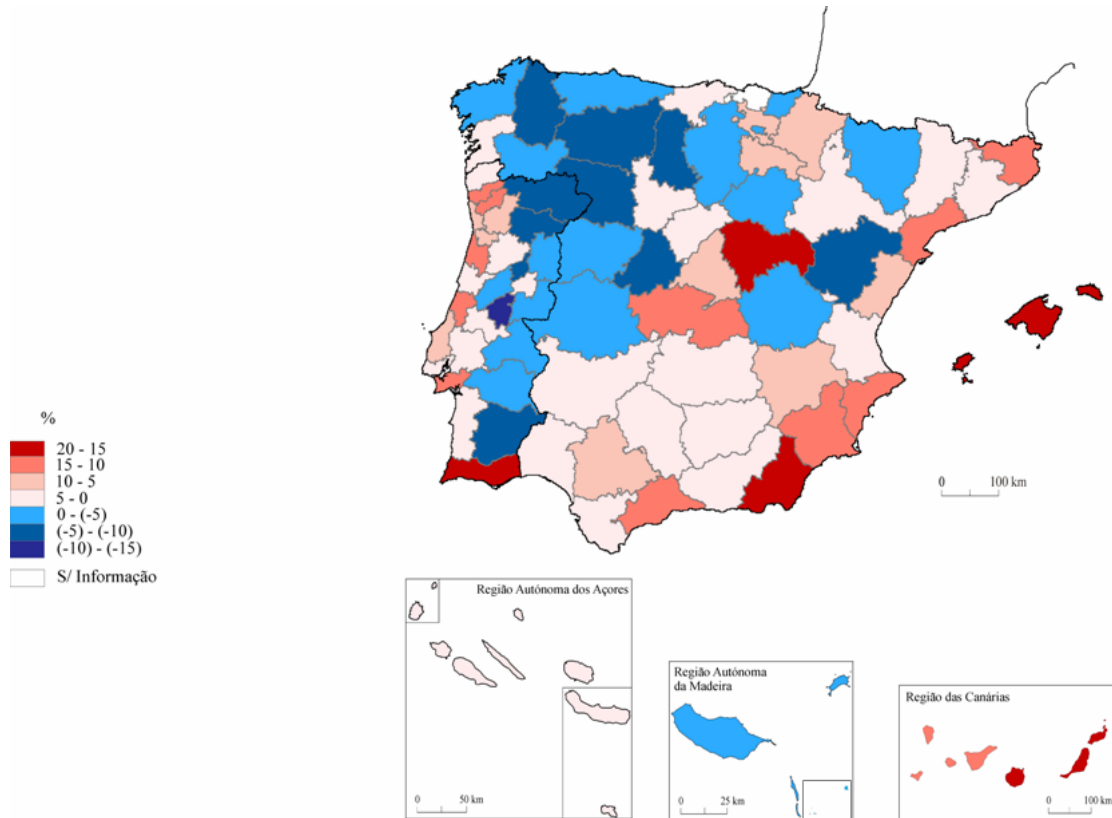 %
20 - 15
15 - 10
10 - 5
5 - 0
0 - (-5)
(-5) - (-10)
(-10) - (-15)
S/ Informação
0 100 km
Região Autónoma dos Açores
0 50 km
Região Autónoma
da Madeira
0 25 km
Região das Canárias
0 100 km